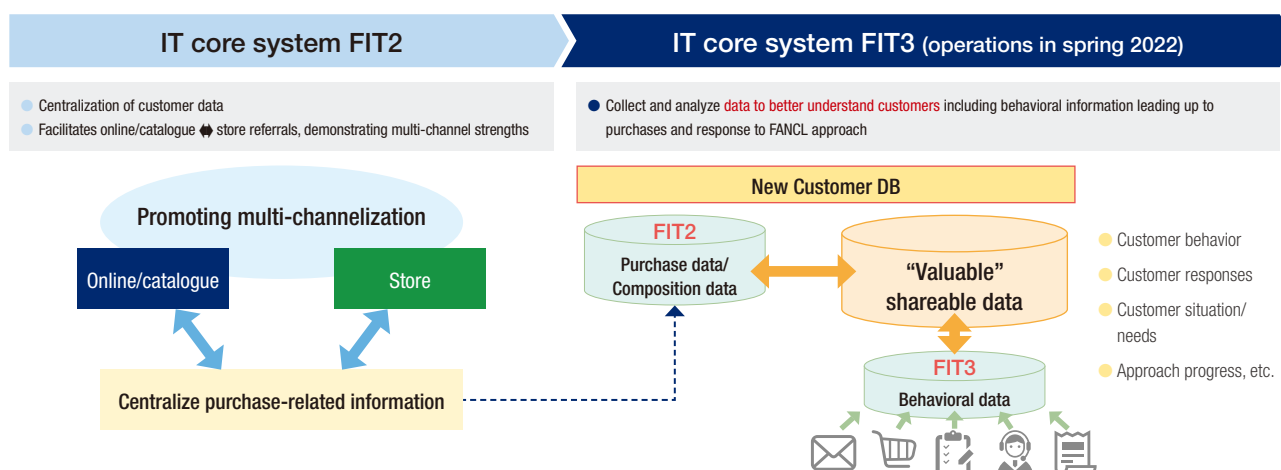 IT core system FIT2
IT core system FIT3 (operations in spring 2022)
Centralization of customer data
Facilitates online/catalogue store referrals, demonstrating multi-channel strengths
Collect and analyze data to better understand customers including behavioral information leading up to
purchases and response to FANCL approach
Promoting multi-channelization
Online/catalogue
Store
Centralize purchase-related information
New Customer DB
FIT2
Purchase data/
Composition data
“Valuable”
shareable data
FIT3
Behavioral data
Customer behavior
Customer responses
Customer situation/
needs
Approach progress, etc.